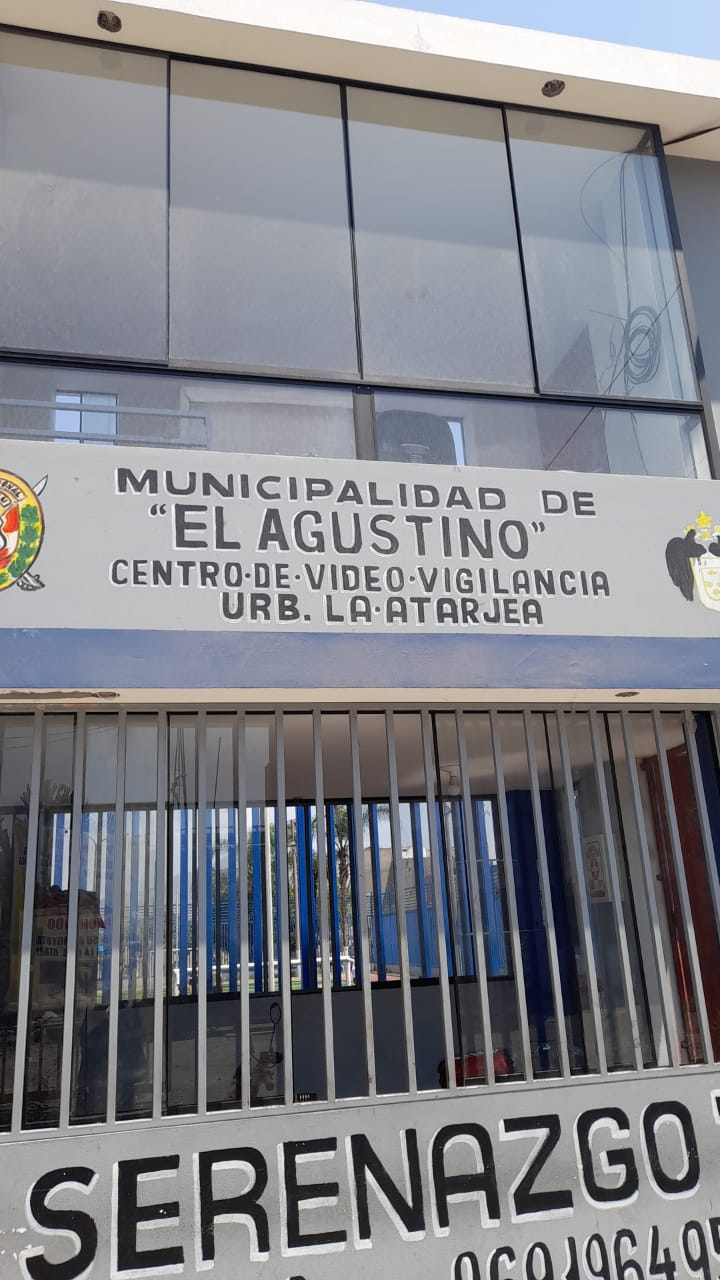 MUNICIPALIDAD DE
"EL AGUSTINO"
CENTRO·DE·VIDEO·VIGILANCIA
URB. LA·ATARJEA
SERENAZGO